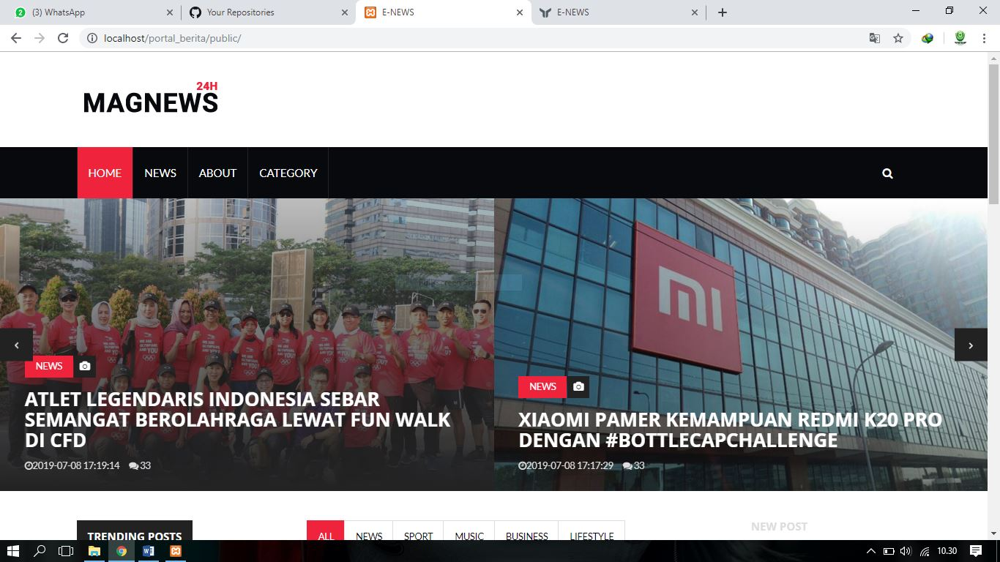 (3) WhatsApp
Your Repositories
E-NEWS
E-NEWS
localhost/portal_berita/public/
24H
MAGNEWS
HOME
NEWS
ABOUT
CATEGORY
NEWS
ATLET LEGENDARIS INDONESIA SEBAR
SEMANGAT BEROLAHRAGA LEWAT FUN WALK
DI CFD
2019-07-08 17:19:14 33
NEWS
XIAOMI PAMER KEMAMPUAN REDMI K20 PRO
DENGAN #BOTTLECAPCHALLENGE
2019-07-08 17:17:29 33
TRENDING POSTS
ALL
NEWS
SPORT
MUSIC
BUSINESS
LIFESTYLE
NEW POST
10.30